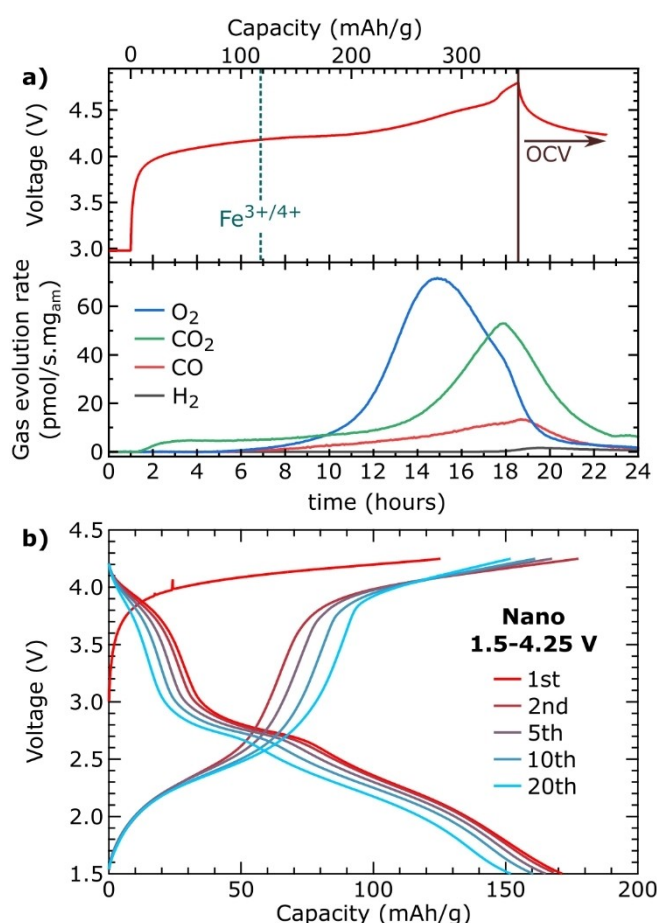 Capacity (mAh/g)
0 100 200 300
a)
Voltage (V)
4.5
4.0
3.5
3.0
Fe3+/4+
OCV
Gas evolution rate
(pmol/s.mgam)
60
40
20
0
O2
CO2
CO
H2
0 2 4 6 8 10 12 14 16 18 20 22 24
time (hours)
b)
Voltage (V)
4.5
4.0
3.5
3.0
2.5
2.0
1.5
Nano
1.5-4.25 V
1st
2nd
5th
10th
20th
0 50 100 150 200
Capacity (mAh/g)